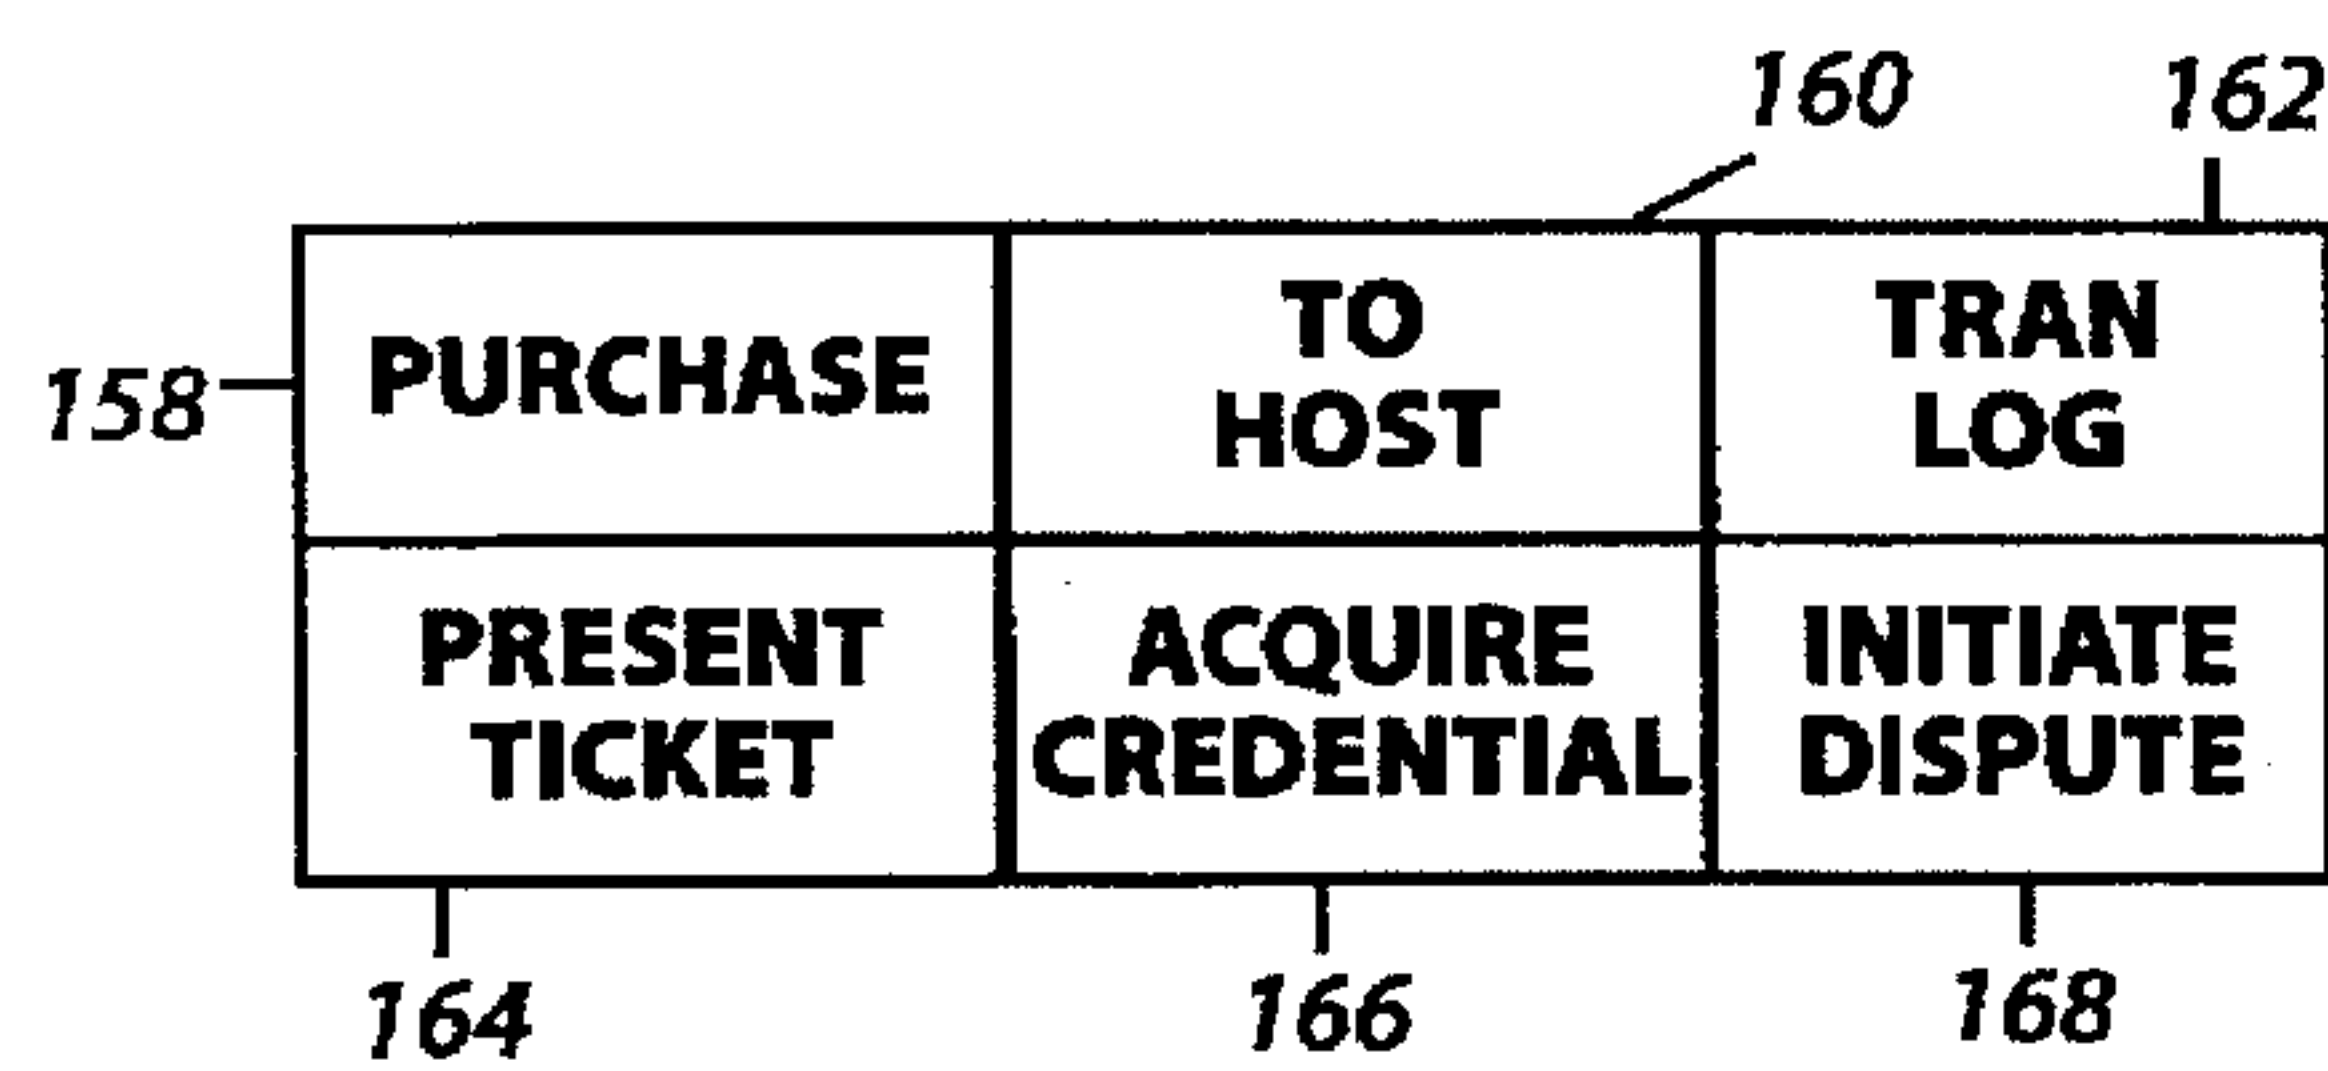 160
162
158
PURCHASE
TO
HOST
TRAN
LOG
PRESENT
TICKET
ACQUIRE
CREDENTIAL
INITIATE
DISPUTE
164
166
168